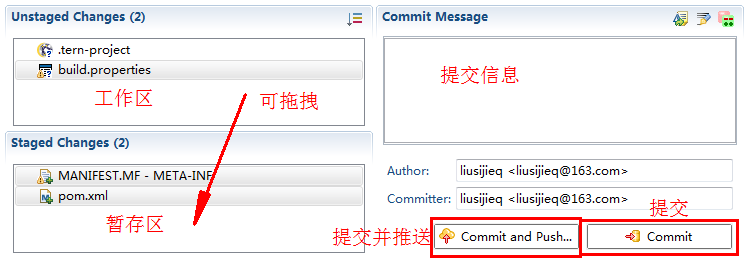 Unstaged Changes (2)
.tern-project
build.properties
工作区
可拖拽
Staged Changes (2)
MANIFEST.MF - META-INF
pom.xml
暂存区
Commit Message
提交信息
Author:
liusijieq <liusijieq@163.com>
Committer:
liusijieq <liusijieq@163.com>
提交
提交并推送
Commit and Push...
Commit